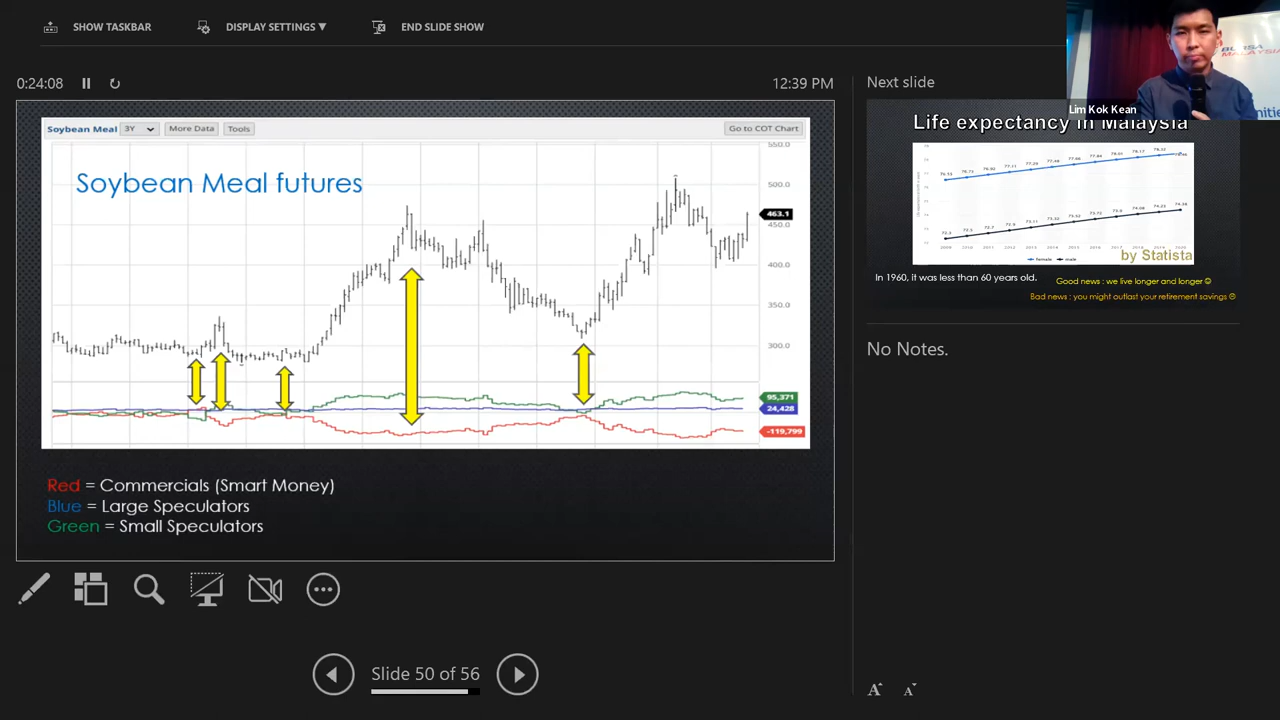 SHOW TASKBAR
DISPLAY SETTINGS ▼
END SLIDE SHOW
0:24:08
12:39 PM
Soybean Meal
3Y
More Data
Tools
Go to COT Chart
Soybean Meal futures
550.0
500.0
463.1
450.0
400.0
350.0
300.0
95,371
24,428
-119,799
Red = Commercials (Smart Money)
Blue = Large Speculators
Green = Small Speculators
Slide 50 of 56
Next slide
MALAYSIA
Lim Kok Kean
Life expectancy in Malaysia
by Statista
In 1960, it was less than 60 years old.
Good news : we live longer and longer ☺
Bad news : you might outlast your retirement savings ☹
No Notes.
A
A